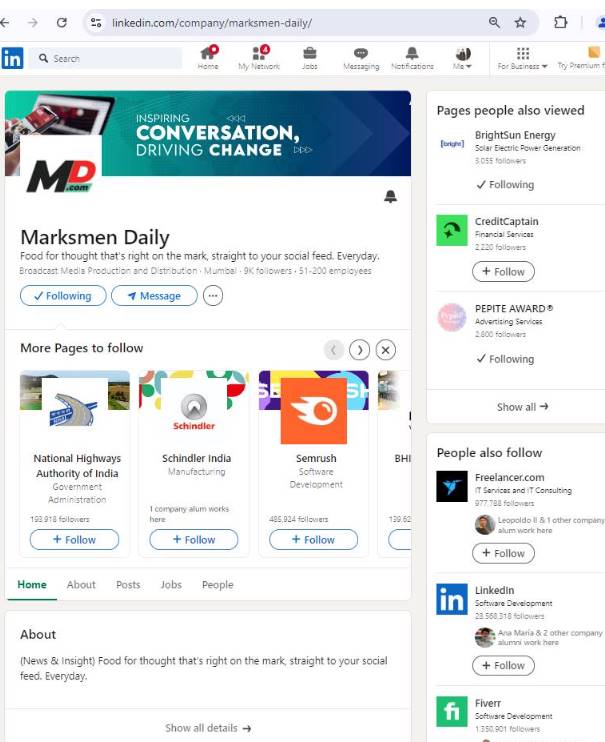 linkedin.com/company/marksmen-daily/
in
Search
Home
4
My Network
Jobs
Messaging
Notifications
Me
For Business
Try Premium f
INSPIRING
CONVERSATION,
DRIVING CHANGE
MD
.com
Marksmen Daily
Food for thought that's right on the mark, straight to your social feed. Everyday.
Broadcast Media Production and Distribution · Mumbai · 9K followers · 51-200 employees
Following
Message
More Pages to follow
National Highways
Authority of India
Government
Administration
193,918 followers
+ Follow
Schindler
Schindler India
Manufacturing
1 company alum works
here
+ Follow
SE
SH
Semrush
Software
Development
485,924 followers
+ Follow
BHI
139,62
Home
About
Posts
Jobs
People
About
(News & Insight) Food for thought that's right on the mark, straight to your social
feed. Everyday.
Show all details →
Pages people also viewed
[bright]
BrightSun Energy
Solar Electric Power Generation
3,055 followers
Following
CreditCaptain
Financial Services
2,220 followers
+ Follow
PEPITE AWARD®
Advertising Services
2,800 followers
Following
Show all →
People also follow
Freelancer.com
IT Services and IT Consulting
977,788 followers
Leopoldo II & 1 other company
alum work here
+ Follow
in
LinkedIn
Software Development
28,568,318 followers
Ana María & 2 other company
alumni work here
+ Follow
fi
Fiverr
Software Development
1,350,901 followers